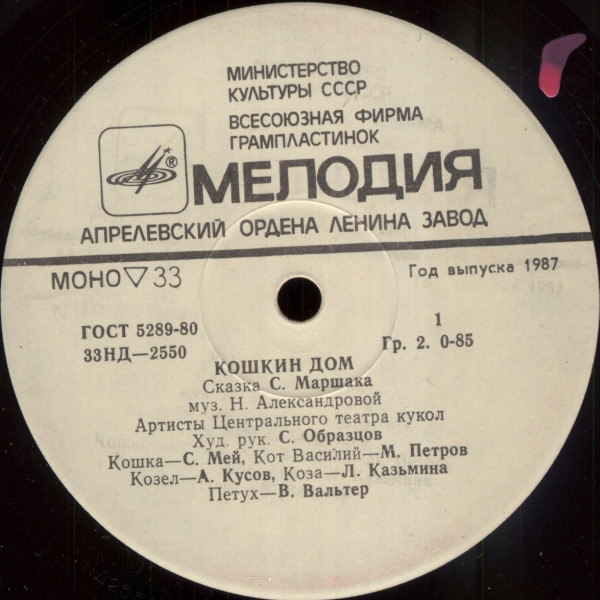 МИНИСТЕРСТВО
КУЛЬТУРЫ СССР
ВСЕСОЮЗНАЯ ФИРМА
ГРАМПЛАСТИНОК
®
МЕЛОДИЯ
АПРЕЛЕВСКИЙ ОРДЕНА ЛЕНИНА ЗАВОД
МОНО ▽ 33
Год выпуска 1987
ГОСТ 5289-80
33НД—2550
1
Гр. 2. 0-85
КОШКИН ДОМ
Сказка С. Маршака
муз. Н. Александровой
Артисты Центрального театра кукол
Худ. рук. С. Образцов
Кошка—С. Мей, Кот Василий—М. Петров
Козел—А. Кусов, Коза—Л. Казьмина
Петух—В. Вальтер